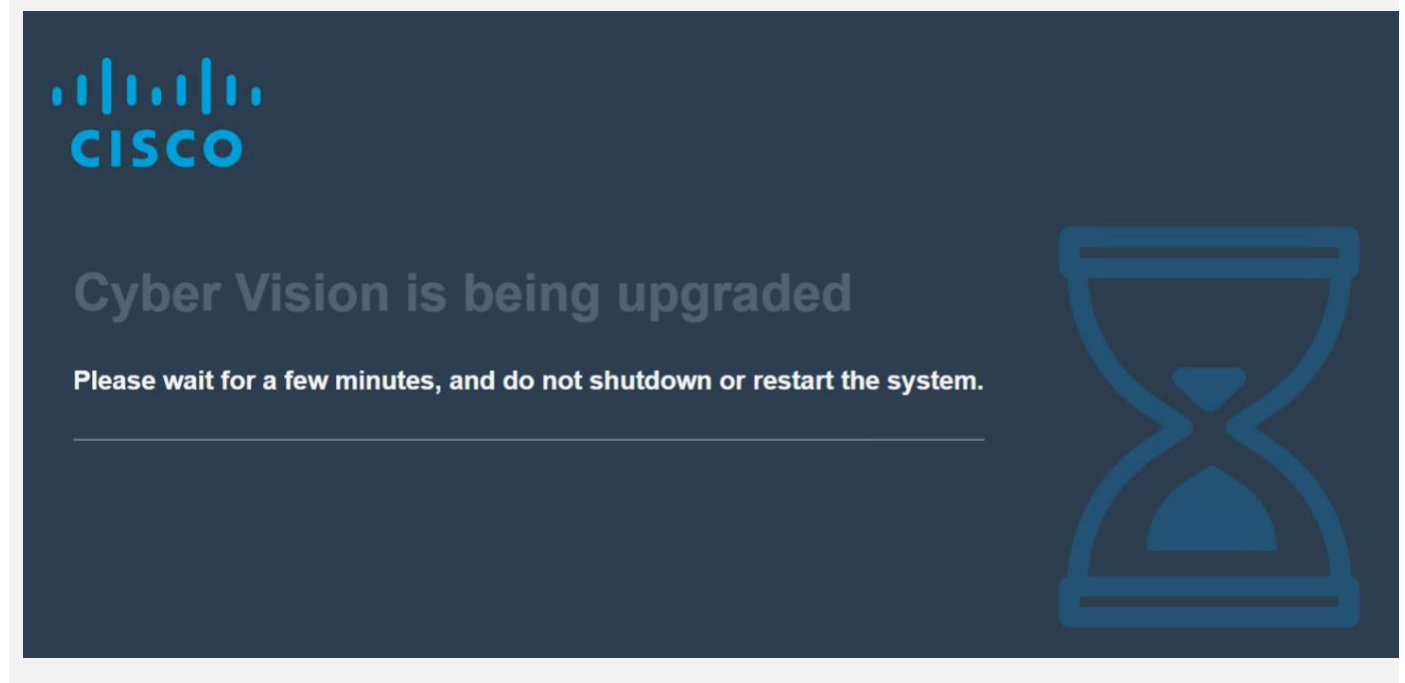 CISCO
Cyber Vision is being upgraded
Please wait for a few minutes, and do not shutdown or restart the system.